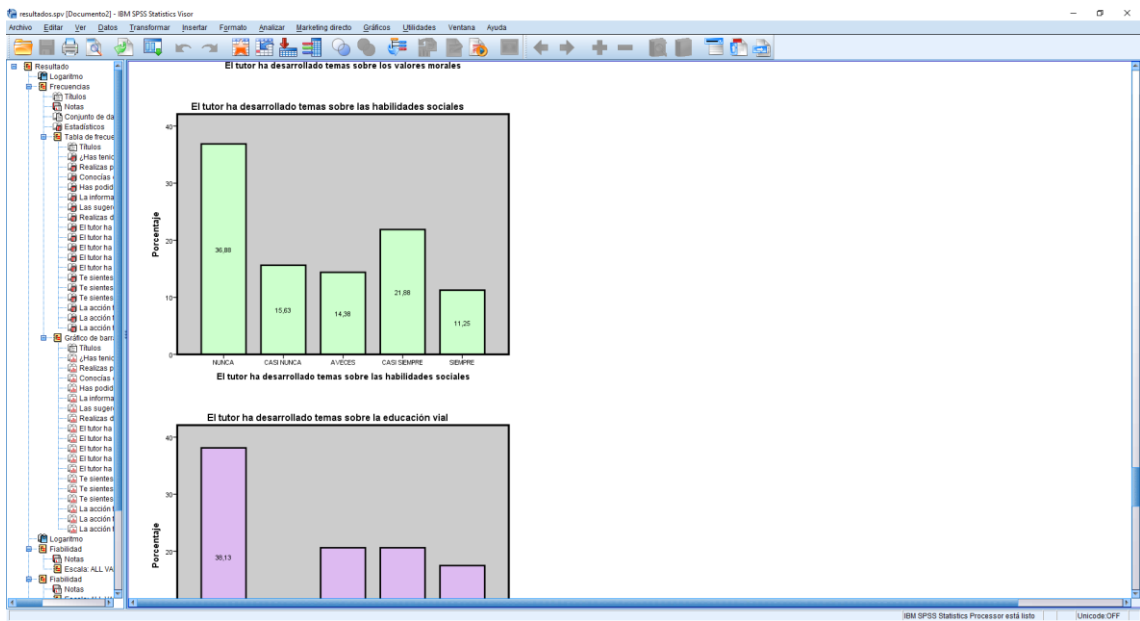 resultados.spv [Documento2] - IBM SPSS Statistics Visor
Archivo Editar Ver Datos Transformar Insertar Formato Analizar Marketing directo Gráficos Utilidades Ventana Ayuda
Resultado
Logaritmo
Frecuencias
Títulos
Notas
Conjunto de da
Estadísticos
Tabla de frecue
Títulos
¿Has tenic
Realizas p
Conocías
Has podid
La informa
Las suger
Realizas d
El tutor ha
El tutor ha
El tutor ha
El tutor ha
El tutor ha
Te sientes
Te sientes
Te sientes
La acción t
La acción t
La acción t
Gráfico de barr
Títulos
¿Has tenic
Realizas p
Conocías
Has podid
La informa
Las suger
Realizas d
El tutor ha
El tutor ha
El tutor ha
El tutor ha
El tutor ha
Te sientes
Te sientes
Te sientes
La acción t
La acción t
La acción t
Logaritmo
Fiabilidad
Notas
Escala: ALL VA
Fiabilidad
Notas
El tutor ha desarrollado temas sobre los valores morales
El tutor ha desarrollado temas sobre las habilidades sociales
Porcentaje
40
30
20
10
0
36,88
15,63
14,38
21,88
11,25
NUNCA CASI NUNCA A VECES CASI SIEMPRE SIEMPRE
El tutor ha desarrollado temas sobre las habilidades sociales
El tutor ha desarrollado temas sobre la educación vial
Porcentaje
40
30
20
38,13
IBM SPSS Statistics Processor está listo Unicode:OFF